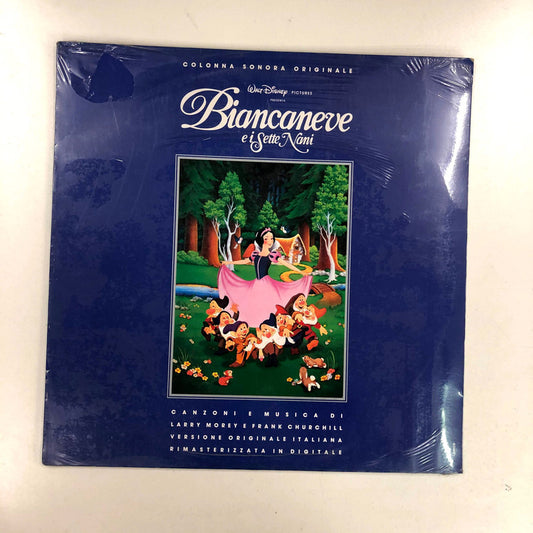 COLONNA SONORA ORIGINALE
Walt Disney PICTURES
PRESENTA
Biancaneve
e i Sette Nani
CANZONI E MUSICA DI
LARRY MOREY E FRANK CHURCHILL
VERSIONE ORIGINALE ITALIANA
RIMASTERIZZATA IN DIGITALE